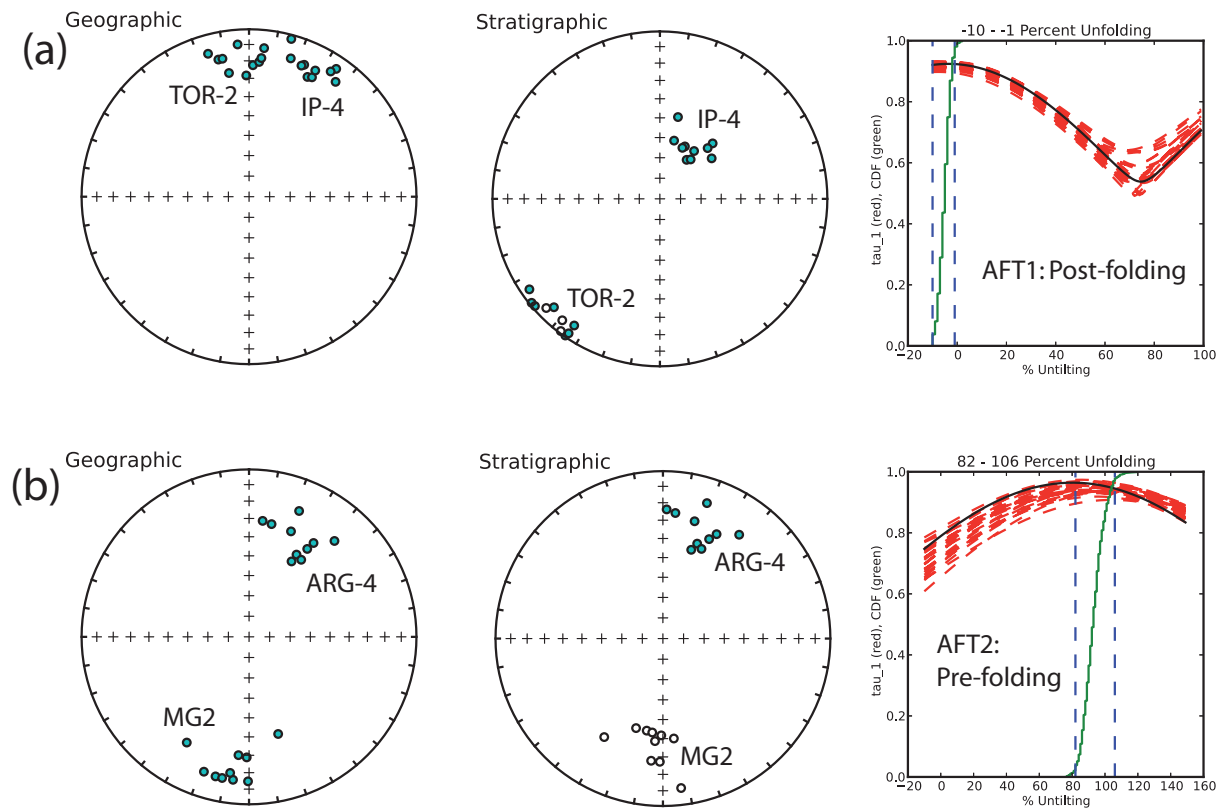 (a)
Geographic
TOR-2
IP-4
Stratigraphic
IP-4
TOR-2
-10 - -1 Percent Unfolding
tau_1 (red), CDF (green)
1.0
0.8
0.6
0.4
0.2
0.0
-20 0 20 40 60 80 100
% Untilting
AFT1: Post-folding
(b)
Geographic
ARG-4
MG2
Stratigraphic
ARG-4
MG2
82 - 106 Percent Unfolding
tau_1 (red), CDF (green)
1.0
0.8
0.6
0.4
0.2
0.0
-20 0 20 40 60 80 100 120 140 160
% Untilting
AFT2:
Pre-folding